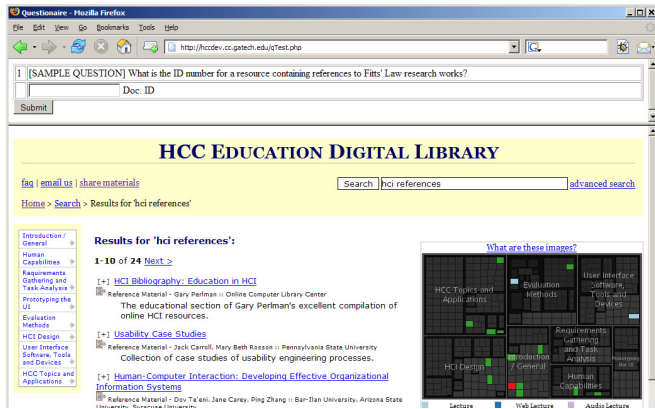 Questionaire - Mozilla Firefox
File Edit View Go Bookmarks Tools Help
http://hccdev.cc.gatech.edu/qTest.php
G.
1 [SAMPLE QUESTION] What is the ID number for a resource containing references to Fitts' Law research works?
Doc. ID
Submit
HCC EDUCATION DIGITAL LIBRARY
faq | email us | share materials
Search hci references advanced search
Home > Search > Results for 'hci references'
Introduction / General
Human Capabilities
Requirements Gathering and Task Analysis
Prototyping the UI
Evaluation Methods
HCI Design
User Interface Software, Tools and Devices
HCC Topics and Applications
Results for 'hci references':
1-10 of 24 Next >
[+] HCI Bibliography: Education in HCI
Reference Material - Gary Perlman :: Online Computer Library Center
The educational section of Gary Perlman's excellent compilation of
online HCI resources.
[+] Usability Case Studies
Reference Material - Jack Carroll, Mary Beth Rosson :: Pennsylvania State University
Collection of case studies of usability engineering processes.
[+] Human-Computer Interaction: Developing Effective Organizational
Information Systems
Reference Material - Dov Te'eni, Jane Carey, Ping Zhang :: Bar-Ilan University, Arizona State
University, Syracuse University
What are these images?
HCC Topics and
Applications
Evaluation
Methods
User Interface
Software,
Tools and
Devices
HCI Design
Introduction
/ General
Requirements
Gathering
and Task
Analysis
Prototyping
the UI
Human
Capabilities
Lecture Web Lecture Audio Lecture